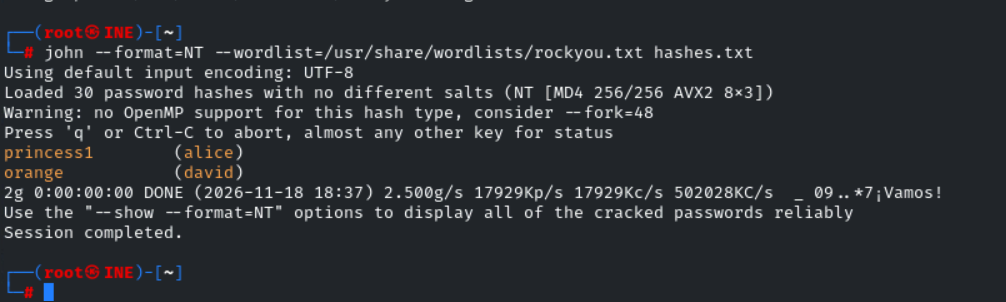 ┌──(root㉿INE)-[~]
└─# john --format=NT --wordlist=/usr/share/wordlists/rockyou.txt hashes.txt
Using default input encoding: UTF-8
Loaded 30 password hashes with no different salts (NT [MD4 256/256 AVX2 8×3])
Warning: no OpenMP support for this hash type, consider --fork=48
Press 'q' or Ctrl-C to abort, almost any other key for status
princess1        (alice)
orange           (david)
2g 0:00:00:00 DONE (2026-11-18 18:37) 2.500g/s 17929Kp/s 17929Kc/s 502028KC/s  _ 09..*7¡Vamos!
Use the "--show --format=NT" options to display all of the cracked passwords reliably
Session completed.
┌──(root㉿INE)-[~]
└─#